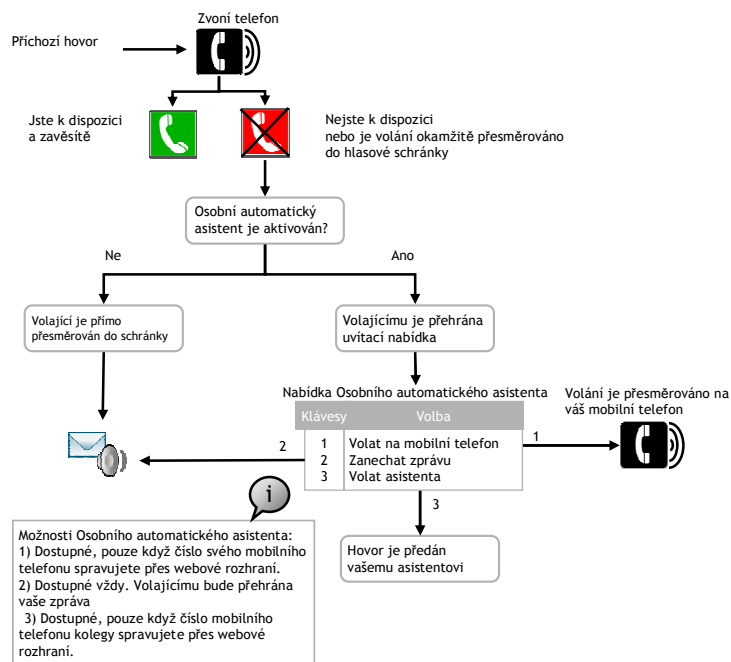 Zvoní telefon
Příchozí hovor
Jste k dispozici
a zavěsítě
Nejste k dispozici
nebo je volání okamžitě přesměrováno
do hlasové schránky
Osobní automatický
asistent je aktivován?
Ne
Ano
Volající je přímo
přesměrován do schránky
Volajícímu je přehrána
uvítací nabídka
Nabídka Osobního automatického asistenta
Klávesy Volba
1 Volat na mobilní telefon
2 Zanechat zprávu
3 Volat asistenta
Volání je přesměrováno na
váš mobilní telefon
1
2
3
i
Hovor je předán
vašemu asistentovi
Možnosti Osobního automatického asistenta:
1) Dostupné, pouze když číslo svého mobilního
telefonu spravujete přes webové rozhraní.
2) Dostupné vždy. Volajícímu bude přehrána
vaše zpráva
3) Dostupné, pouze když číslo mobilního
telefonu kolegy spravujete přes webové
rozhraní.